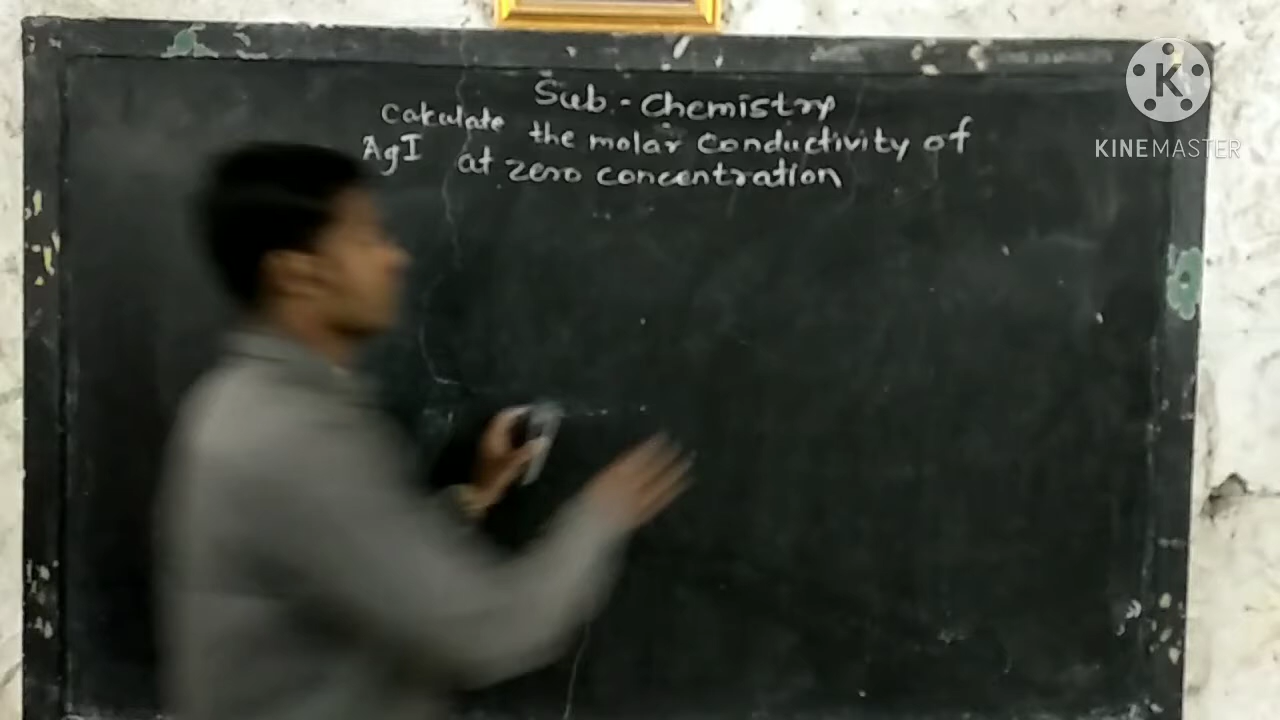 Sub. - Chemistry
Calculate the molar conductivity of
AgI at zero concentration
K
KINEMASTER